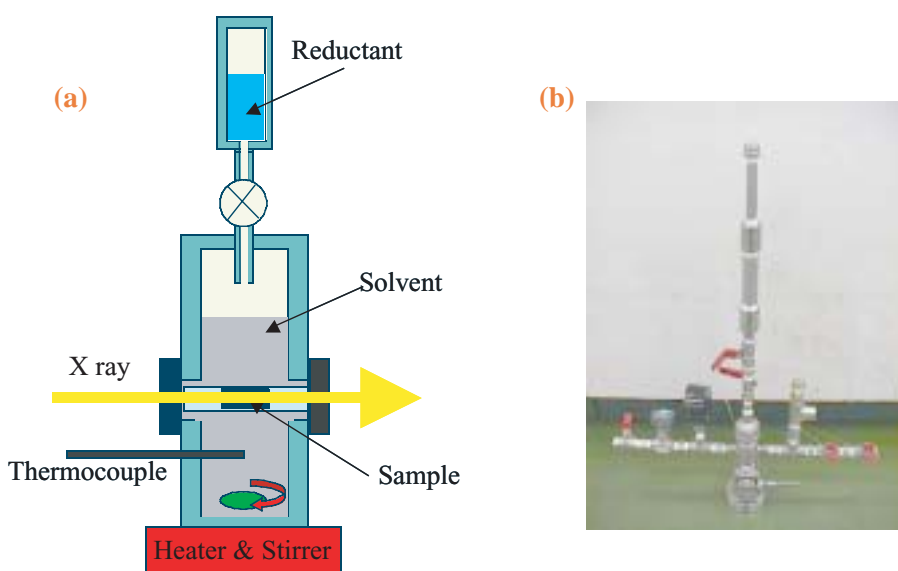 Reductant
(a)
(b)
Solvent
X ray
Thermocouple
Sample
Heater & Stirrer